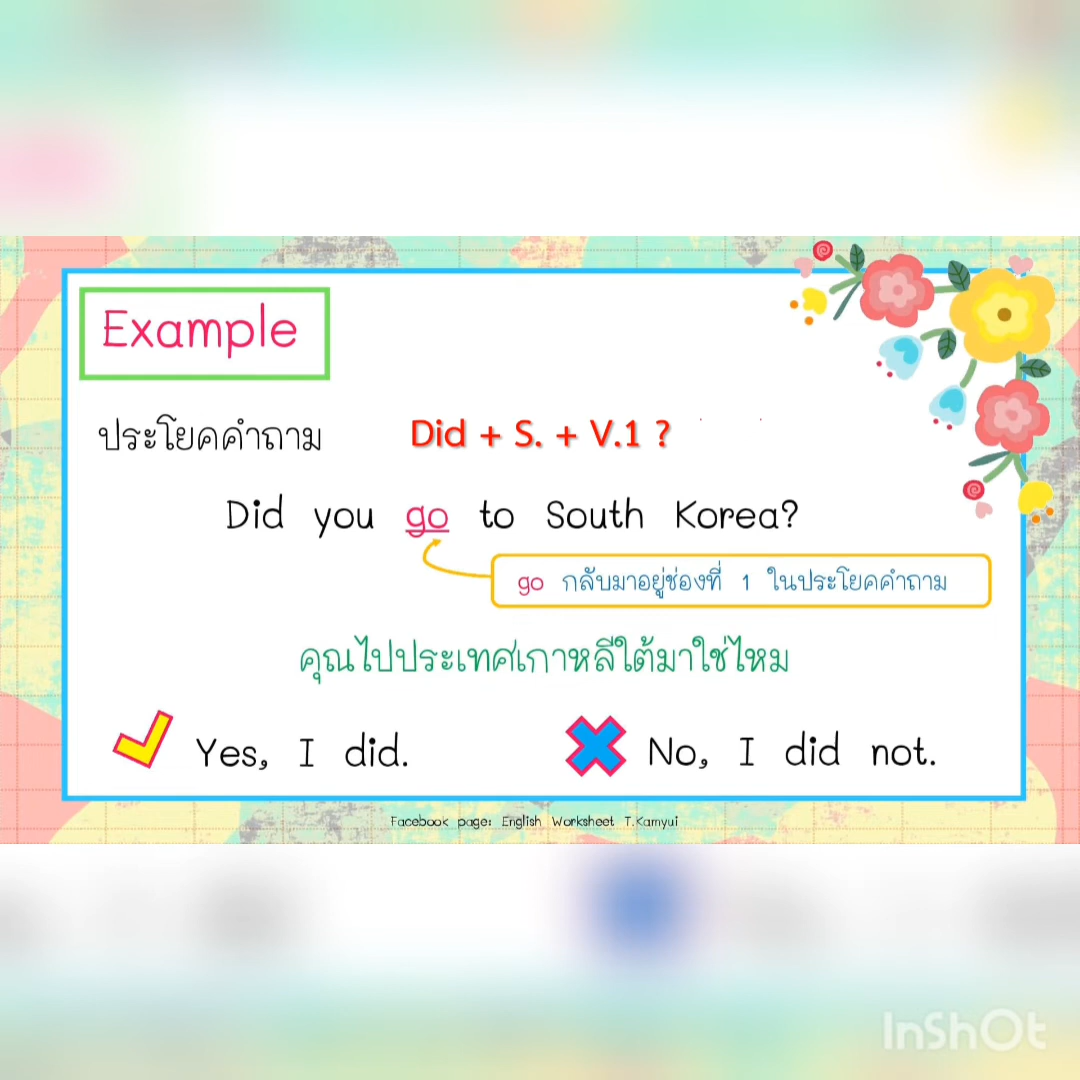 Example
ประโยคคำถาม Did + S. + V.1 ?
Did you go to South Korea?
go กลับมาอยู่ช่องที่ 1 ในประโยคคำถาม
คุณไปประเทศเกาหลีใต้มาใช่ไหม
Yes, I did. No, I did not.
Facebook page: English Worksheet T.Kamyui
InShOt